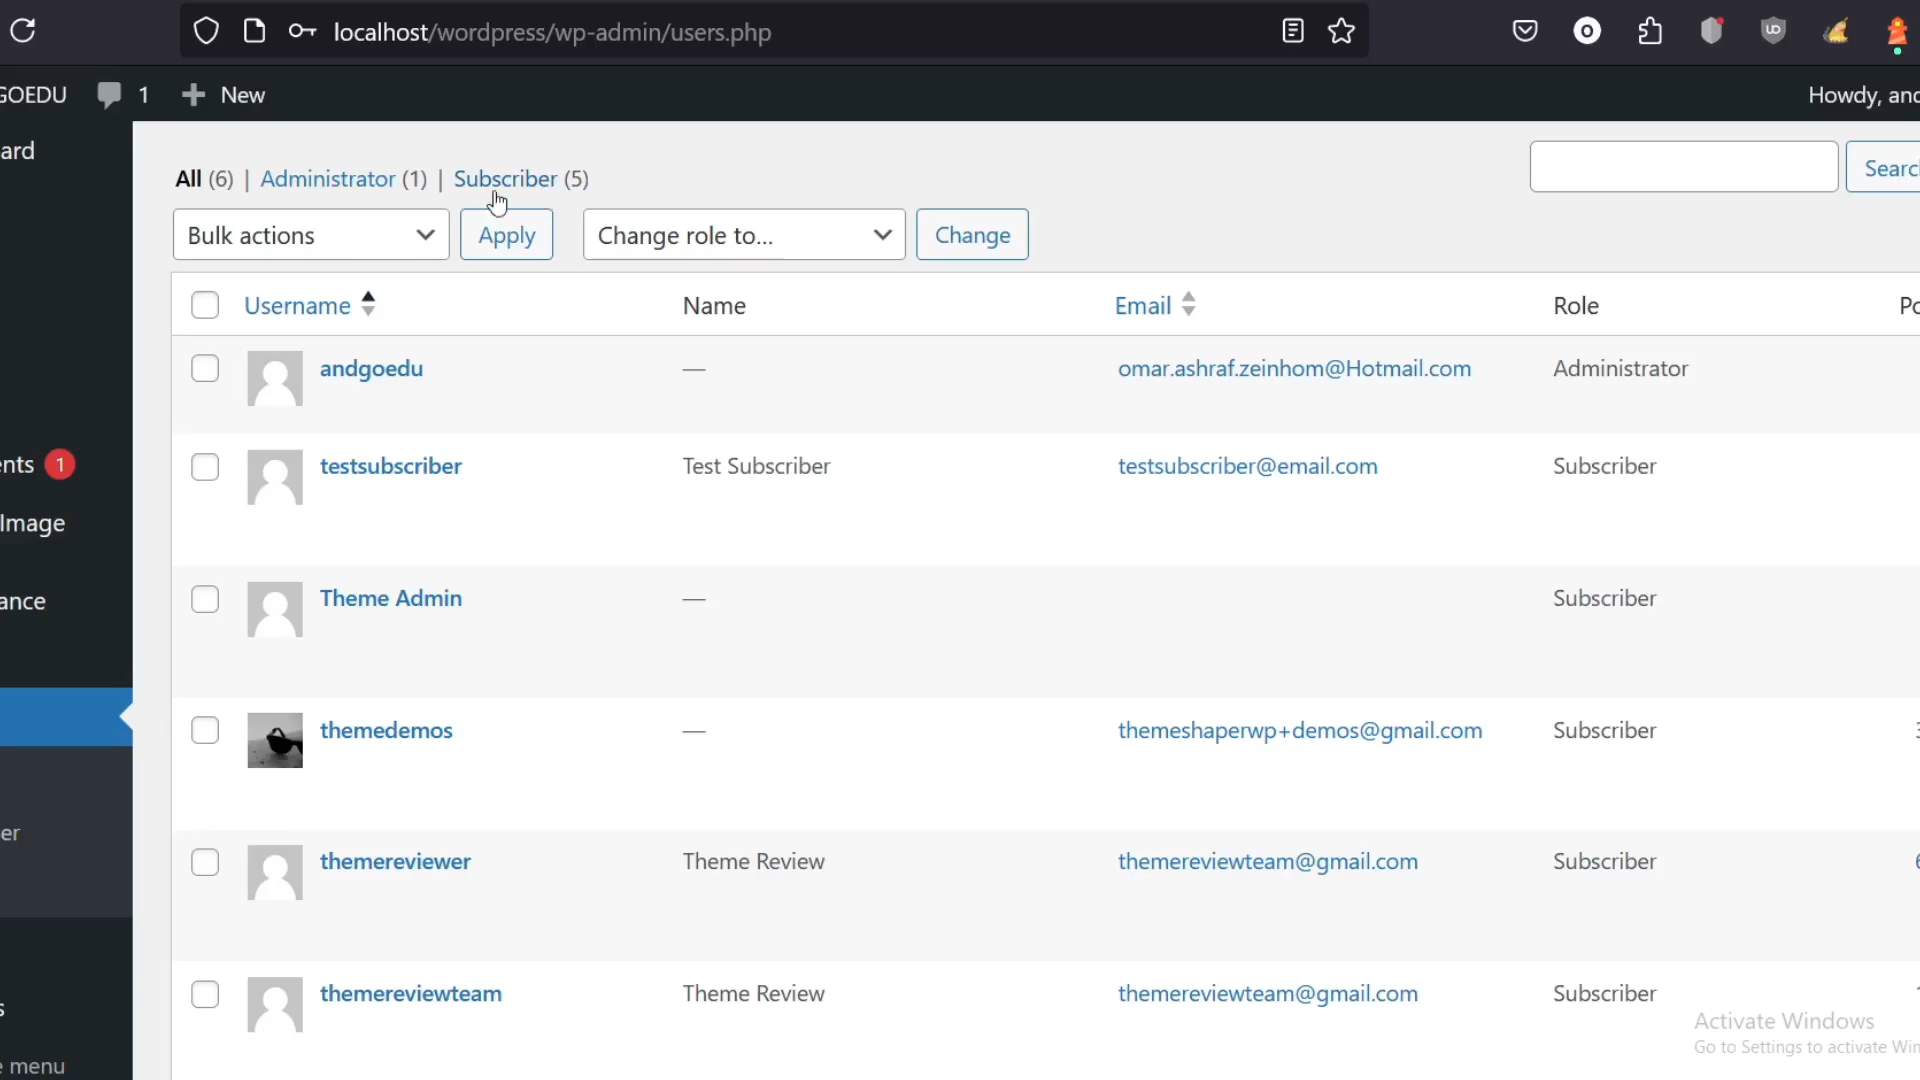 localhost/wordpress/wp-admin/users.php
GOEDU 1 New Howdy, and
ard
All (6) | Administrator (1) | Subscriber (5) Search
Bulk actions Apply Change role to... Change
Username Name Email Role Po
andgoedu — omar.ashraf.zeinhom@Hotmail.com Administrator
ents 1 testsubscriber Test Subscriber testsubscriber@email.com Subscriber
Image
ance Theme Admin — Subscriber
themedemos — themeshaperwp+demos@gmail.com Subscriber
er
themereviewer Theme Review themereviewteam@gmail.com Subscriber
themereviewteam Theme Review themereviewteam@gmail.com Subscriber
s
Activate Windows
Go to Settings to activate Win
e menu